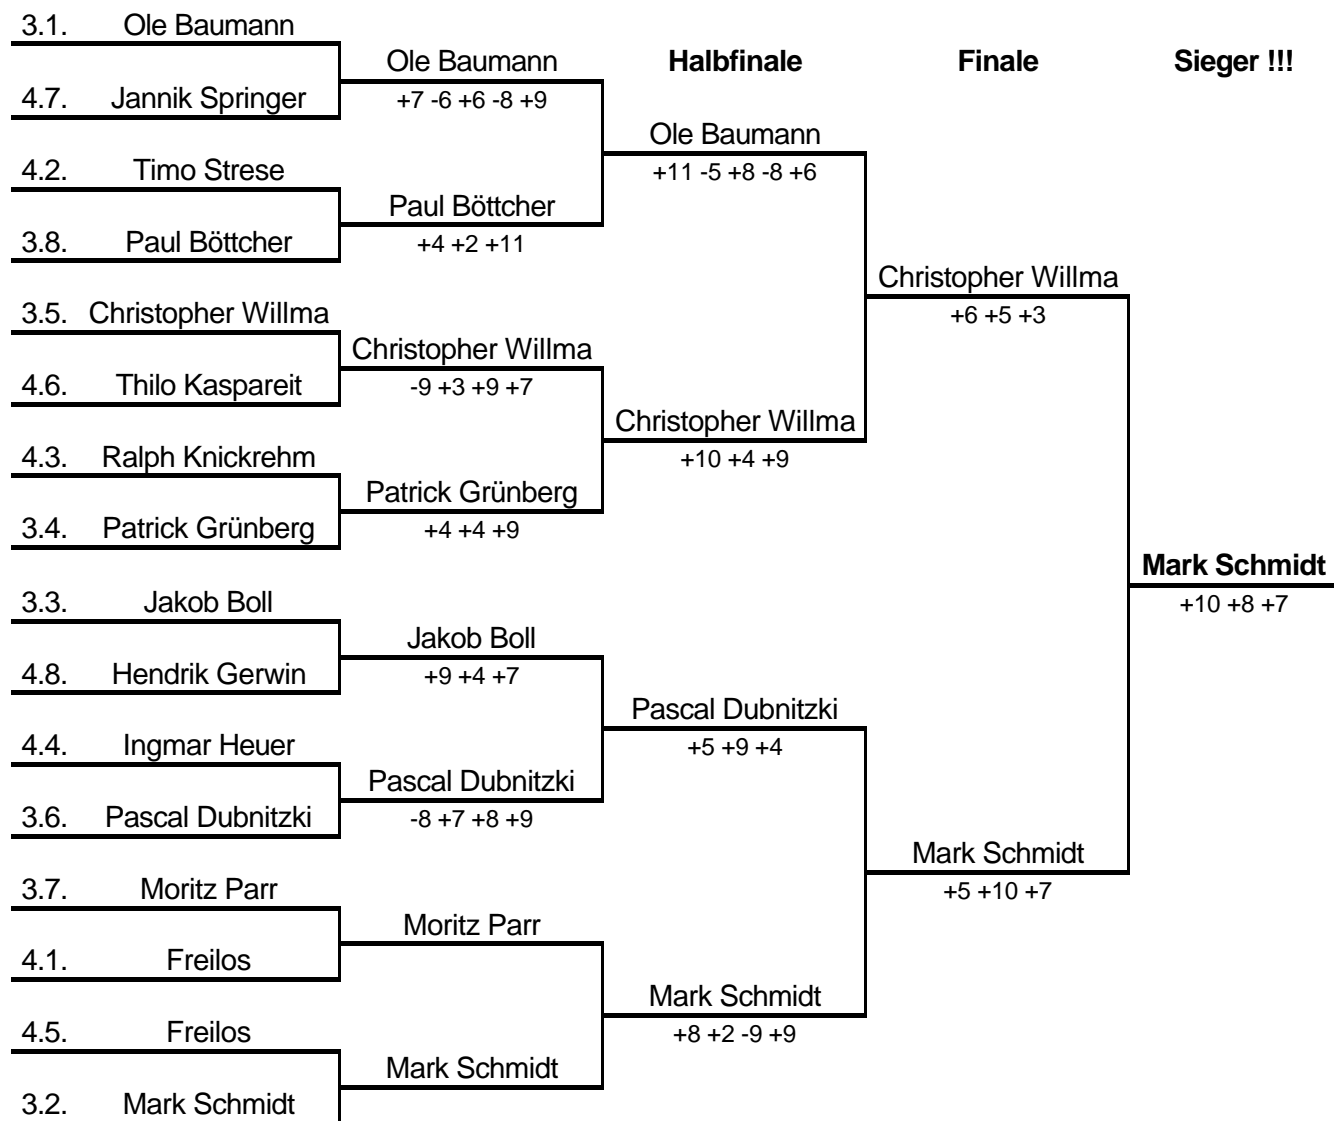 3.1. Ole Baumann
Ole Baumann Halbfinale Finale Sieger !!!
4.7. Jannik Springer +7 -6 +6 -8 +9
Ole Baumann
4.2. Timo Strese +11 -5 +8 -8 +6
Paul Böttcher
3.8. Paul Böttcher +4 +2 +11
Christopher Willma
3.5. Christopher Willma +6 +5 +3
Christopher Willma
4.6. Thilo Kaspareit -9 +3 +9 +7
Christopher Willma
4.3. Ralph Knickrehm +10 +4 +9
Patrick Grünberg
3.4. Patrick Grünberg +4 +4 +9
Mark Schmidt
3.3. Jakob Boll +10 +8 +7
Jakob Boll
4.8. Hendrik Gerwin +9 +4 +7
Pascal Dubnitzki
4.4. Ingmar Heuer +5 +9 +4
Pascal Dubnitzki
3.6. Pascal Dubnitzki -8 +7 +8 +9
Mark Schmidt
3.7. Moritz Parr +5 +10 +7
Moritz Parr
4.1. Freilos
Mark Schmidt
4.5. Freilos +8 +2 -9 +9
Mark Schmidt
3.2. Mark Schmidt